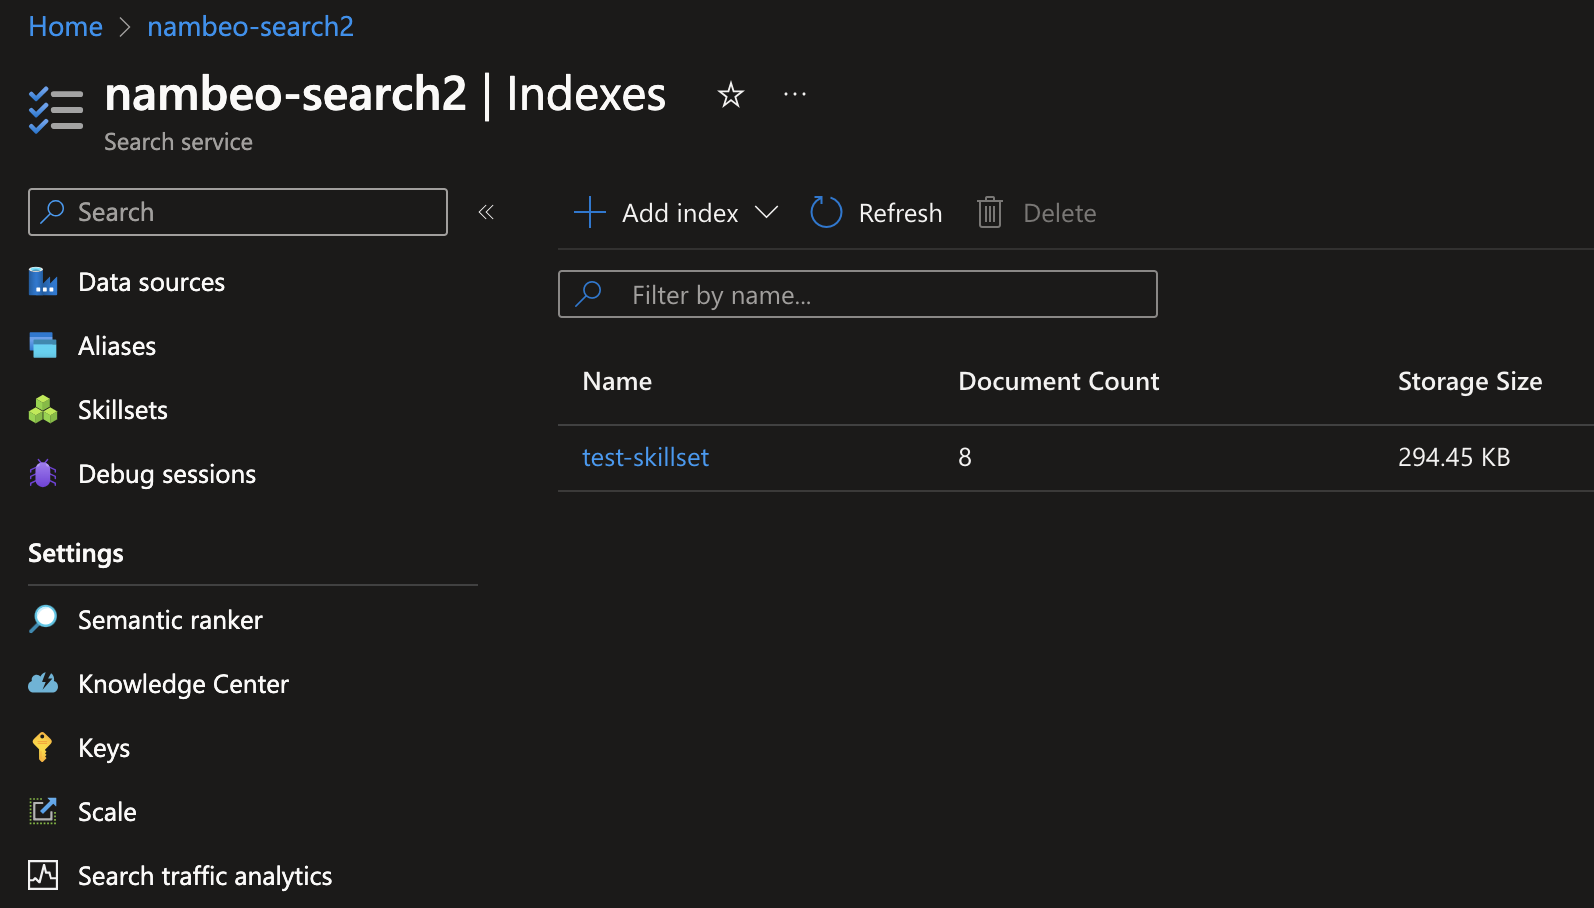 Home > nambeo-search2
nambeo-search2 | Indexes
Search service
Search
Data sources
Aliases
Skillsets
Debug sessions
Settings
Semantic ranker
Knowledge Center
Keys
Scale
Search traffic analytics
Add index
Refresh
Delete
Filter by name...
Name Document Count Storage Size
test-skillset 8 294.45 KB